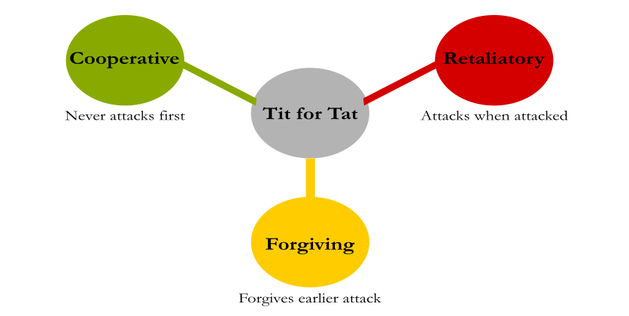 Cooperative
Never attacks first
Retaliatory
Attacks when attacked
Tit for Tat
Forgiving
Forgives earlier attack